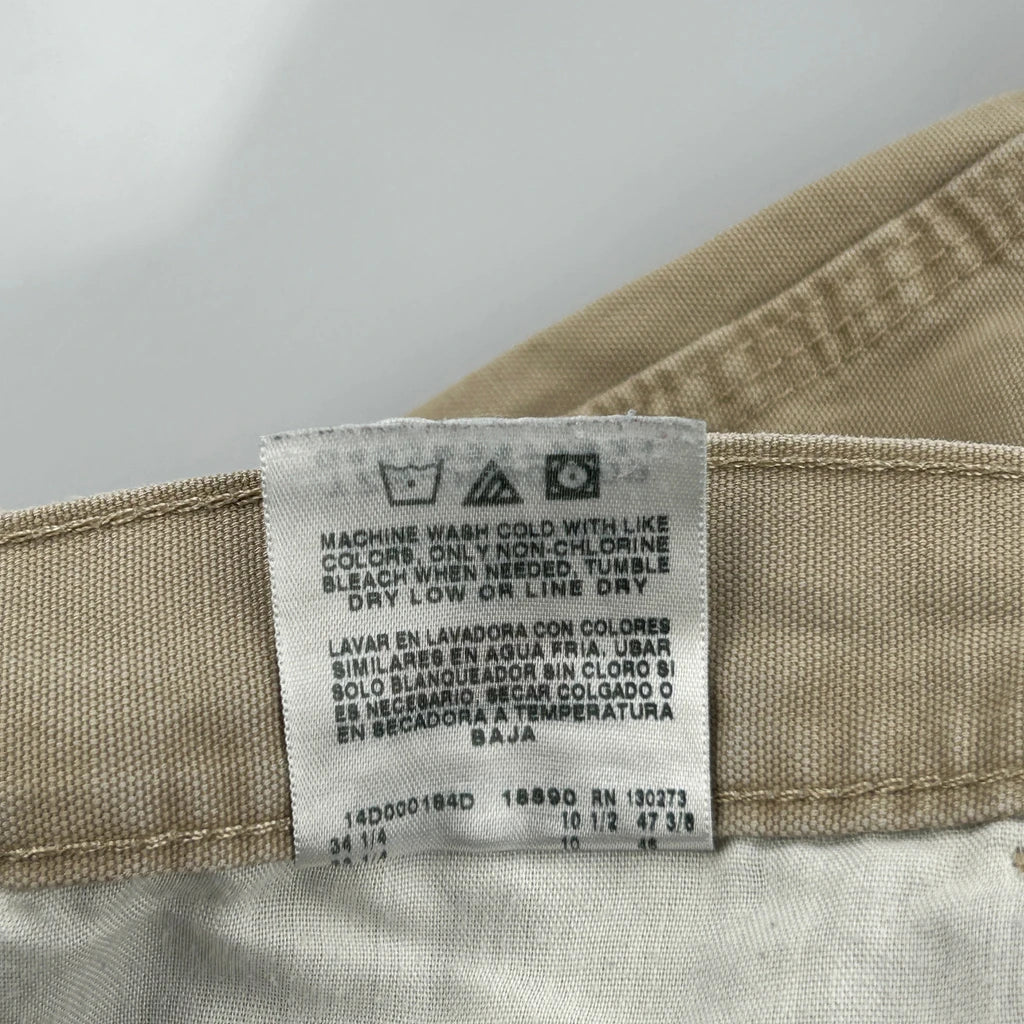 MACHINE WASH COLD WITH LIKE
COLORS, ONLY NON-CHLORINE
BLEACH WHEN NEEDED, TUMBLE
DRY LOW OR LINE DRY
LAVAR EN LAVADORA CON COLORES
SIMILARES EN AGUA FRIA, USAR
SOLO BLANQUEADOR SIN CLORO SI
ES NECESARIO, SECAR COLGADO O
EN SECADORA A TEMPERATURA
BAJA
14D000184D 18890 RN 130273
34 1/4 10 1/2 47 3/8
10 46